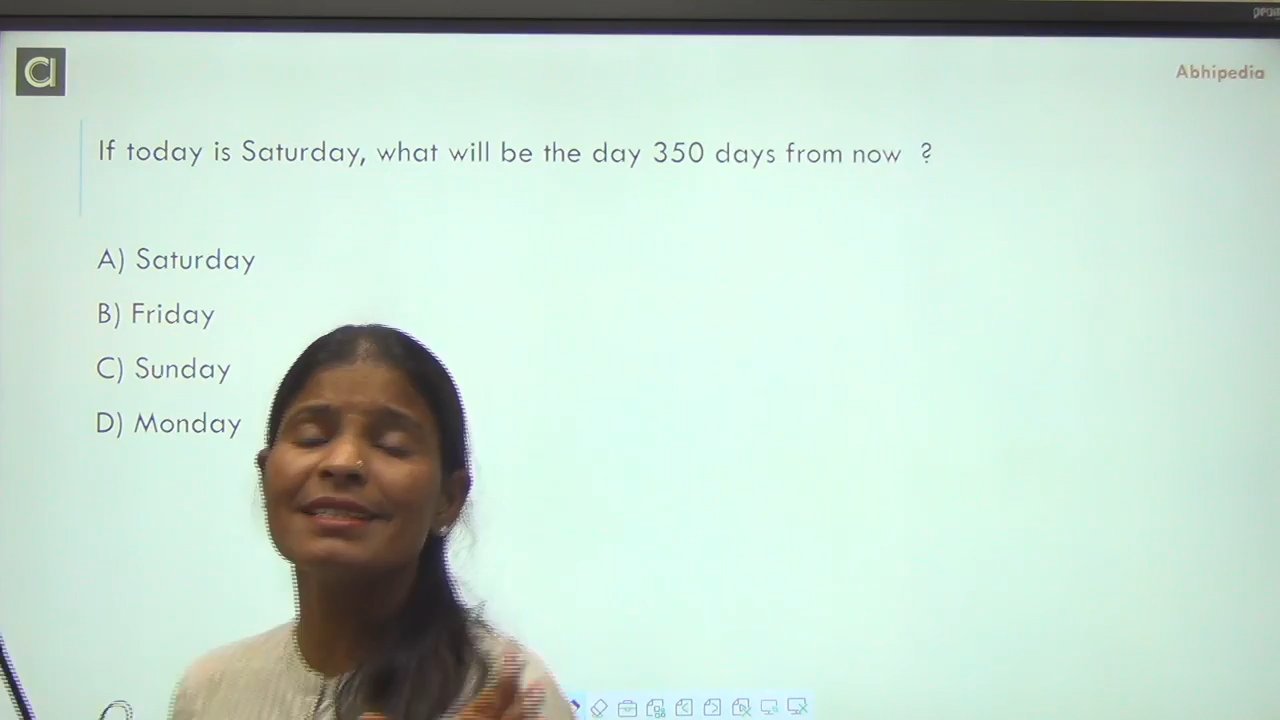 Abhipedia
If today is Saturday, what will be the day 350 days from now ?
A) Saturday
B) Friday
C) Sunday
D) Monday